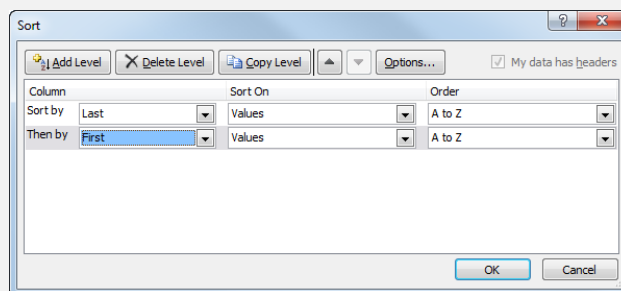 Sort
?
Add Level Delete Level Copy Level Options... My data has headers
Column Sort On Order
Sort by Last Values A to Z
Then by First Values A to Z
OK Cancel